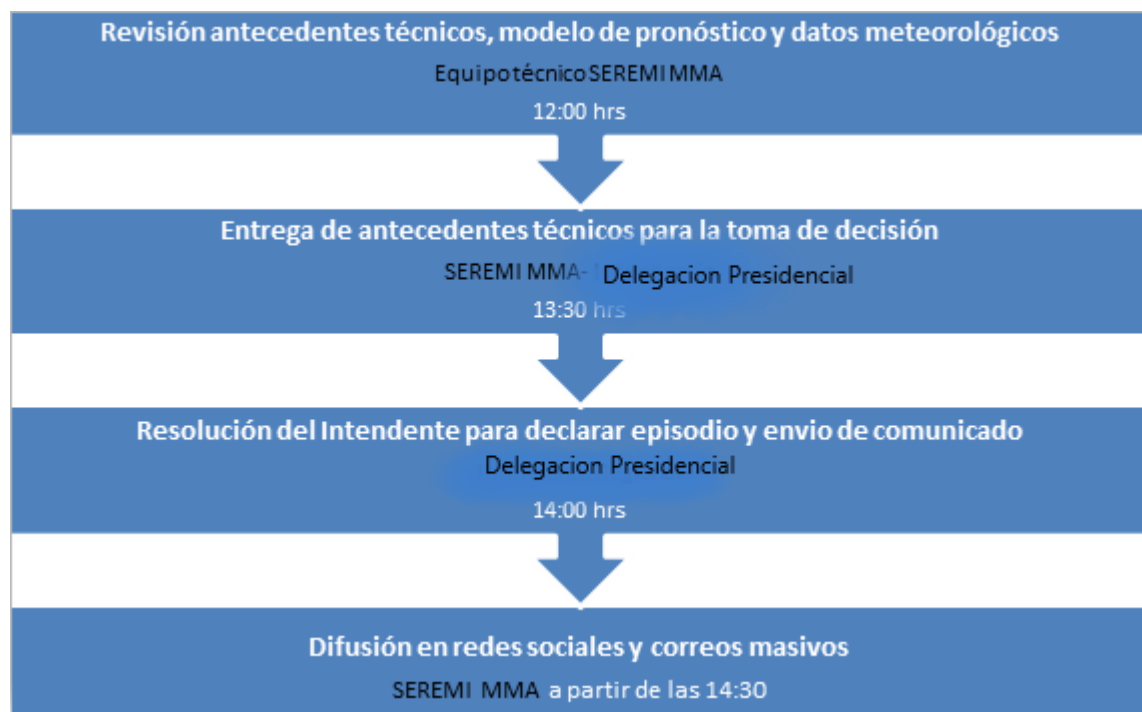 Revisión antecedentes técnicos, modelo de pronóstico y datos meteorológicos
Equipo técnico SEREMI MMA
12:00 hrs
Entrega de antecedentes técnicos para la toma de decisión
SEREMI MMA- Delegacion Presidencial
13:30 hrs
Resolución del Intendente para declarar episodio y envio de comunicado
Delegacion Presidencial
14:00 hrs
Difusión en redes sociales y correos masivos
SEREMI MMA a partir de las 14:30